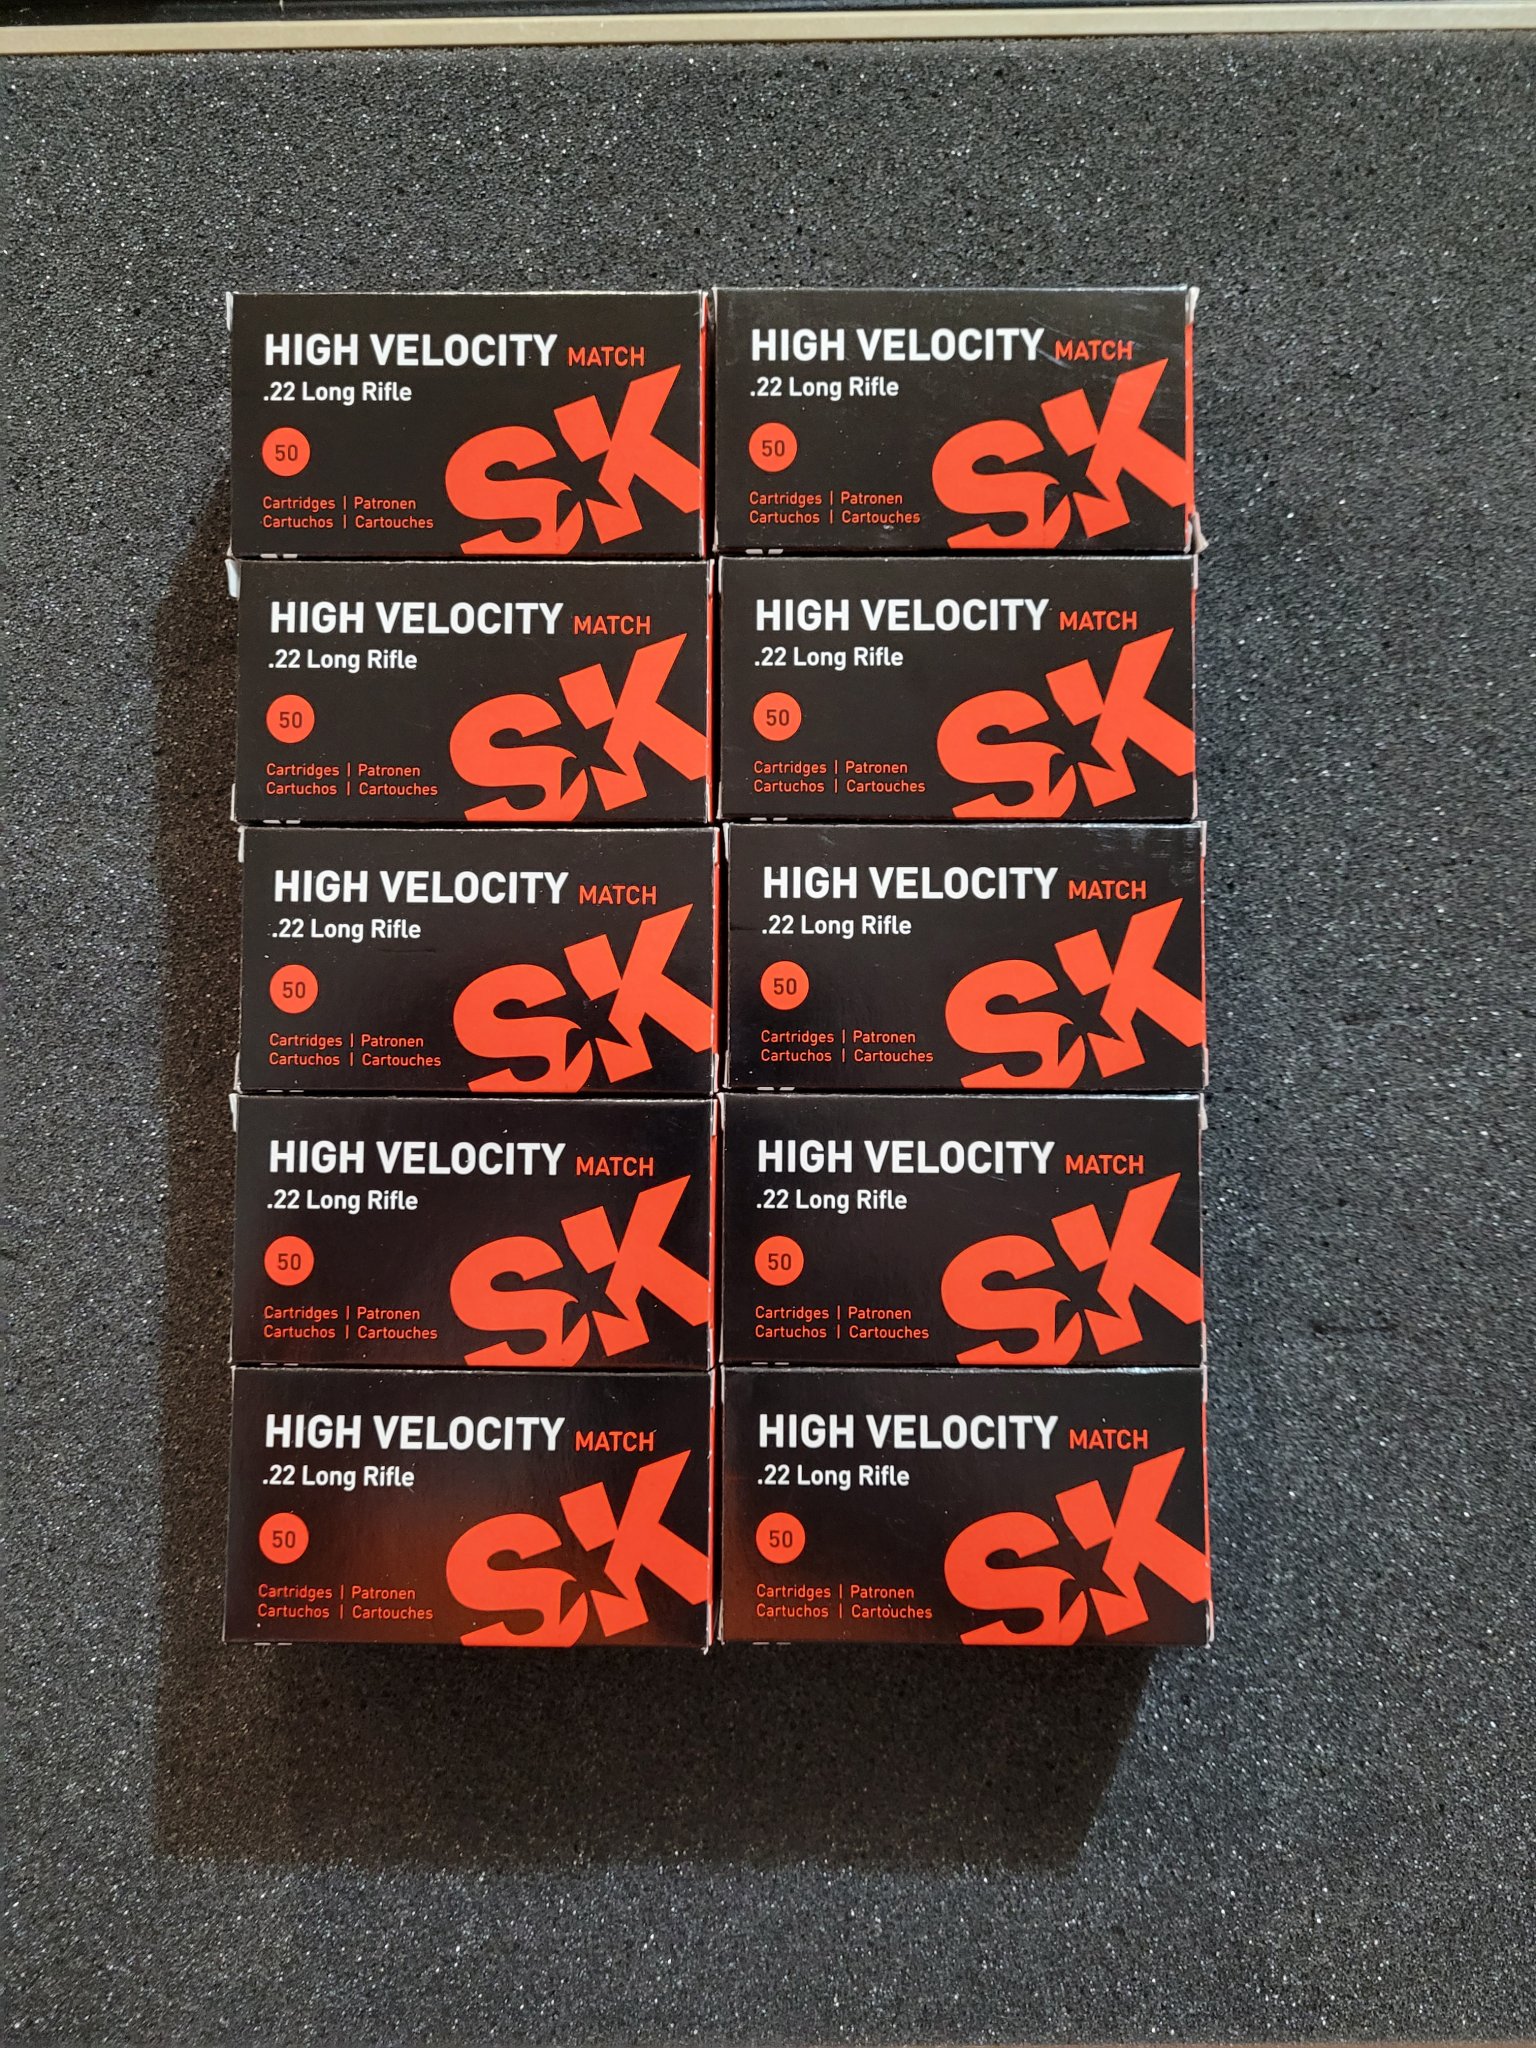 HIGH VELOCITY MATCH
.22 Long Rifle
50
Cartridges | Patronen
Cartuchos | Cartouches
SK
HIGH VELOCITY MATCH
.22 Long Rifle
50
Cartridges | Patronen
Cartuchos | Cartouches
SK
HIGH VELOCITY MATCH
.22 Long Rifle
50
Cartridges | Patronen
Cartuchos | Cartouches
SK
HIGH VELOCITY MATCH
.22 Long Rifle
50
Cartridges | Patronen
Cartuchos | Cartouches
SK
HIGH VELOCITY MATCH
.22 Long Rifle
50
Cartridges | Patronen
Cartuchos | Cartouches
SK
HIGH VELOCITY MATCH
.22 Long Rifle
50
Cartridges | Patronen
Cartuchos | Cartouches
SK
HIGH VELOCITY MATCH
.22 Long Rifle
50
Cartridges | Patronen
Cartuchos | Cartouches
SK
HIGH VELOCITY MATCH
.22 Long Rifle
50
Cartridges | Patronen
Cartuchos | Cartouches
SK
HIGH VELOCITY MATCH
.22 Long Rifle
50
Cartridges | Patronen
Cartuchos | Cartouches
SK
HIGH VELOCITY MATCH
.22 Long Rifle
50
Cartridges | Patronen
Cartuchos | Cartouches
SK